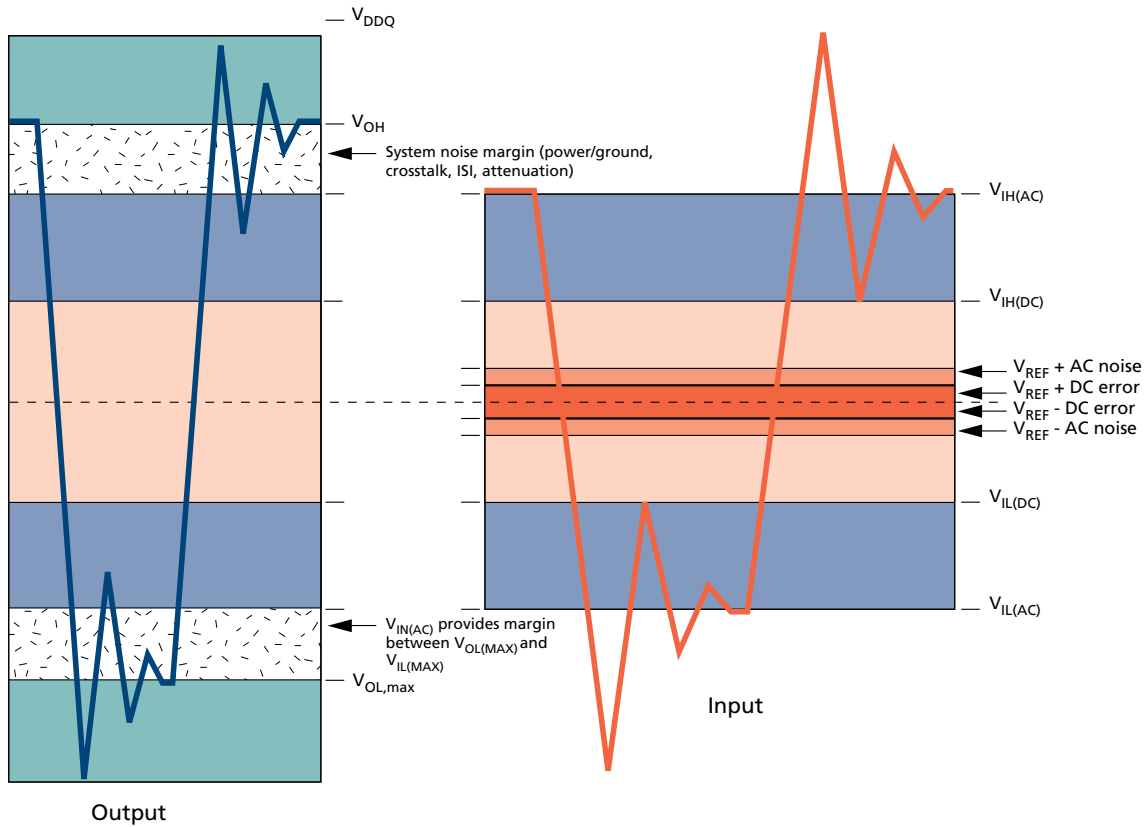 V_DDQ
V_OH
System noise margin (power/ground,
crosstalk, ISI, attenuation)
V_IH(AC)
V_IH(DC)
V_REF + AC noise
V_REF + DC error
V_REF - DC error
V_REF - AC noise
V_IL(DC)
V_IL(AC)
V_IN(AC) provides margin
between V_OL(MAX) and
V_IL(MAX)
V_OL,max
Input
Output